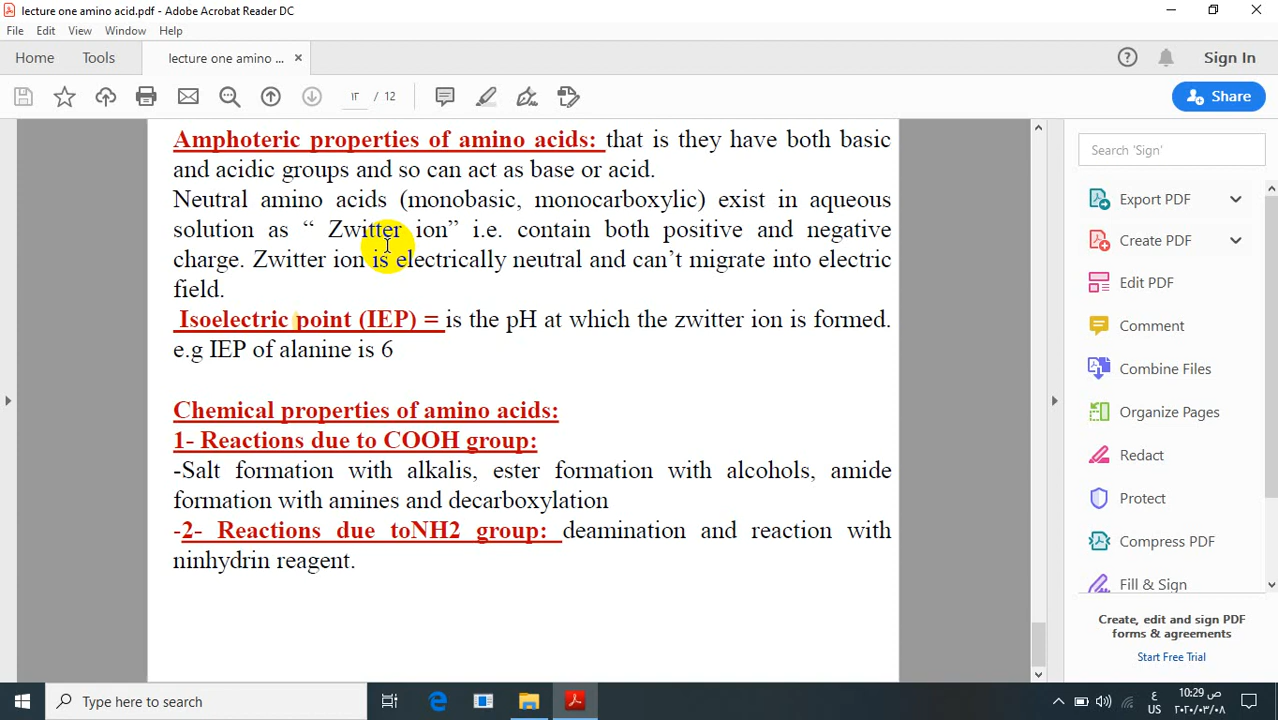 lecture one amino acid.pdf - Adobe Acrobat Reader DC
File Edit View Window Help
Home Tools lecture one amino ... ×
١٢ / 12
Share
Sign In
Amphoteric properties of amino acids: that is they have both basic
and acidic groups and so can act as base or acid.
Neutral amino acids (monobasic, monocarboxylic) exist in aqueous
solution as “ Zwitter ion” i.e. contain both positive and negative
charge. Zwitter ion is electrically neutral and can’t migrate into electric
field.
Isoelectric point (IEP) = is the pH at which the zwitter ion is formed.
e.g IEP of alanine is 6
Chemical properties of amino acids:
1- Reactions due to COOH group:
-Salt formation with alkalis, ester formation with alcohols, amide
formation with amines and decarboxylation
-2- Reactions due toNH2 group: deamination and reaction with
ninhydrin reagent.
Search 'Sign'
Export PDF
Create PDF
Edit PDF
Comment
Combine Files
Organize Pages
Redact
Protect
Compress PDF
Fill & Sign
Create, edit and sign PDF
forms & agreements
Start Free Trial
Type here to search
ع
US
ص 10:29
٢٠٢٠/٠٣/٠٨